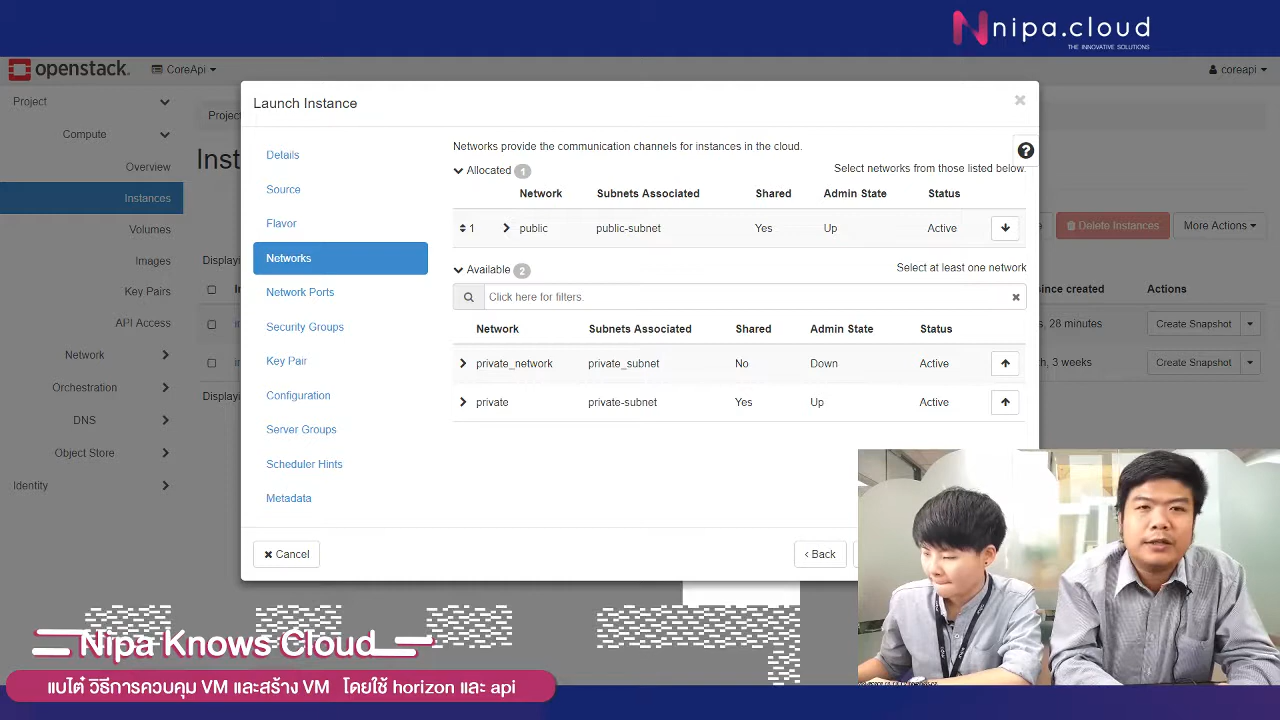 nipa.cloud
THE INNOVATIVE SOLUTIONS
openstack.
CoreApi
coreapi
Project
Compute
Overview
Instances
Volumes
Images
Key Pairs
API Access
Network
Orchestration
DNS
Object Store
Identity
Delete Instances
More Actions
since created
Actions
s, 28 minutes
Create Snapshot
h, 3 weeks
Create Snapshot
Launch Instance
Details
Source
Flavor
Networks
Network Ports
Security Groups
Key Pair
Configuration
Server Groups
Scheduler Hints
Metadata
Networks provide the communication channels for instances in the cloud.
Allocated 1
Select networks from those listed below.
Network Subnets Associated Shared Admin State Status
1 public public-subnet Yes Up Active
Available 2
Select at least one network
Click here for filters.
Network Subnets Associated Shared Admin State Status
private_network private_subnet No Down Active
private private-subnet Yes Up Active
Cancel
‹ Back
Nipa Knows Cloud
แบไต๋ วิธีการควบคุม VM และสร้าง VM โดยใช้ horizon และ api